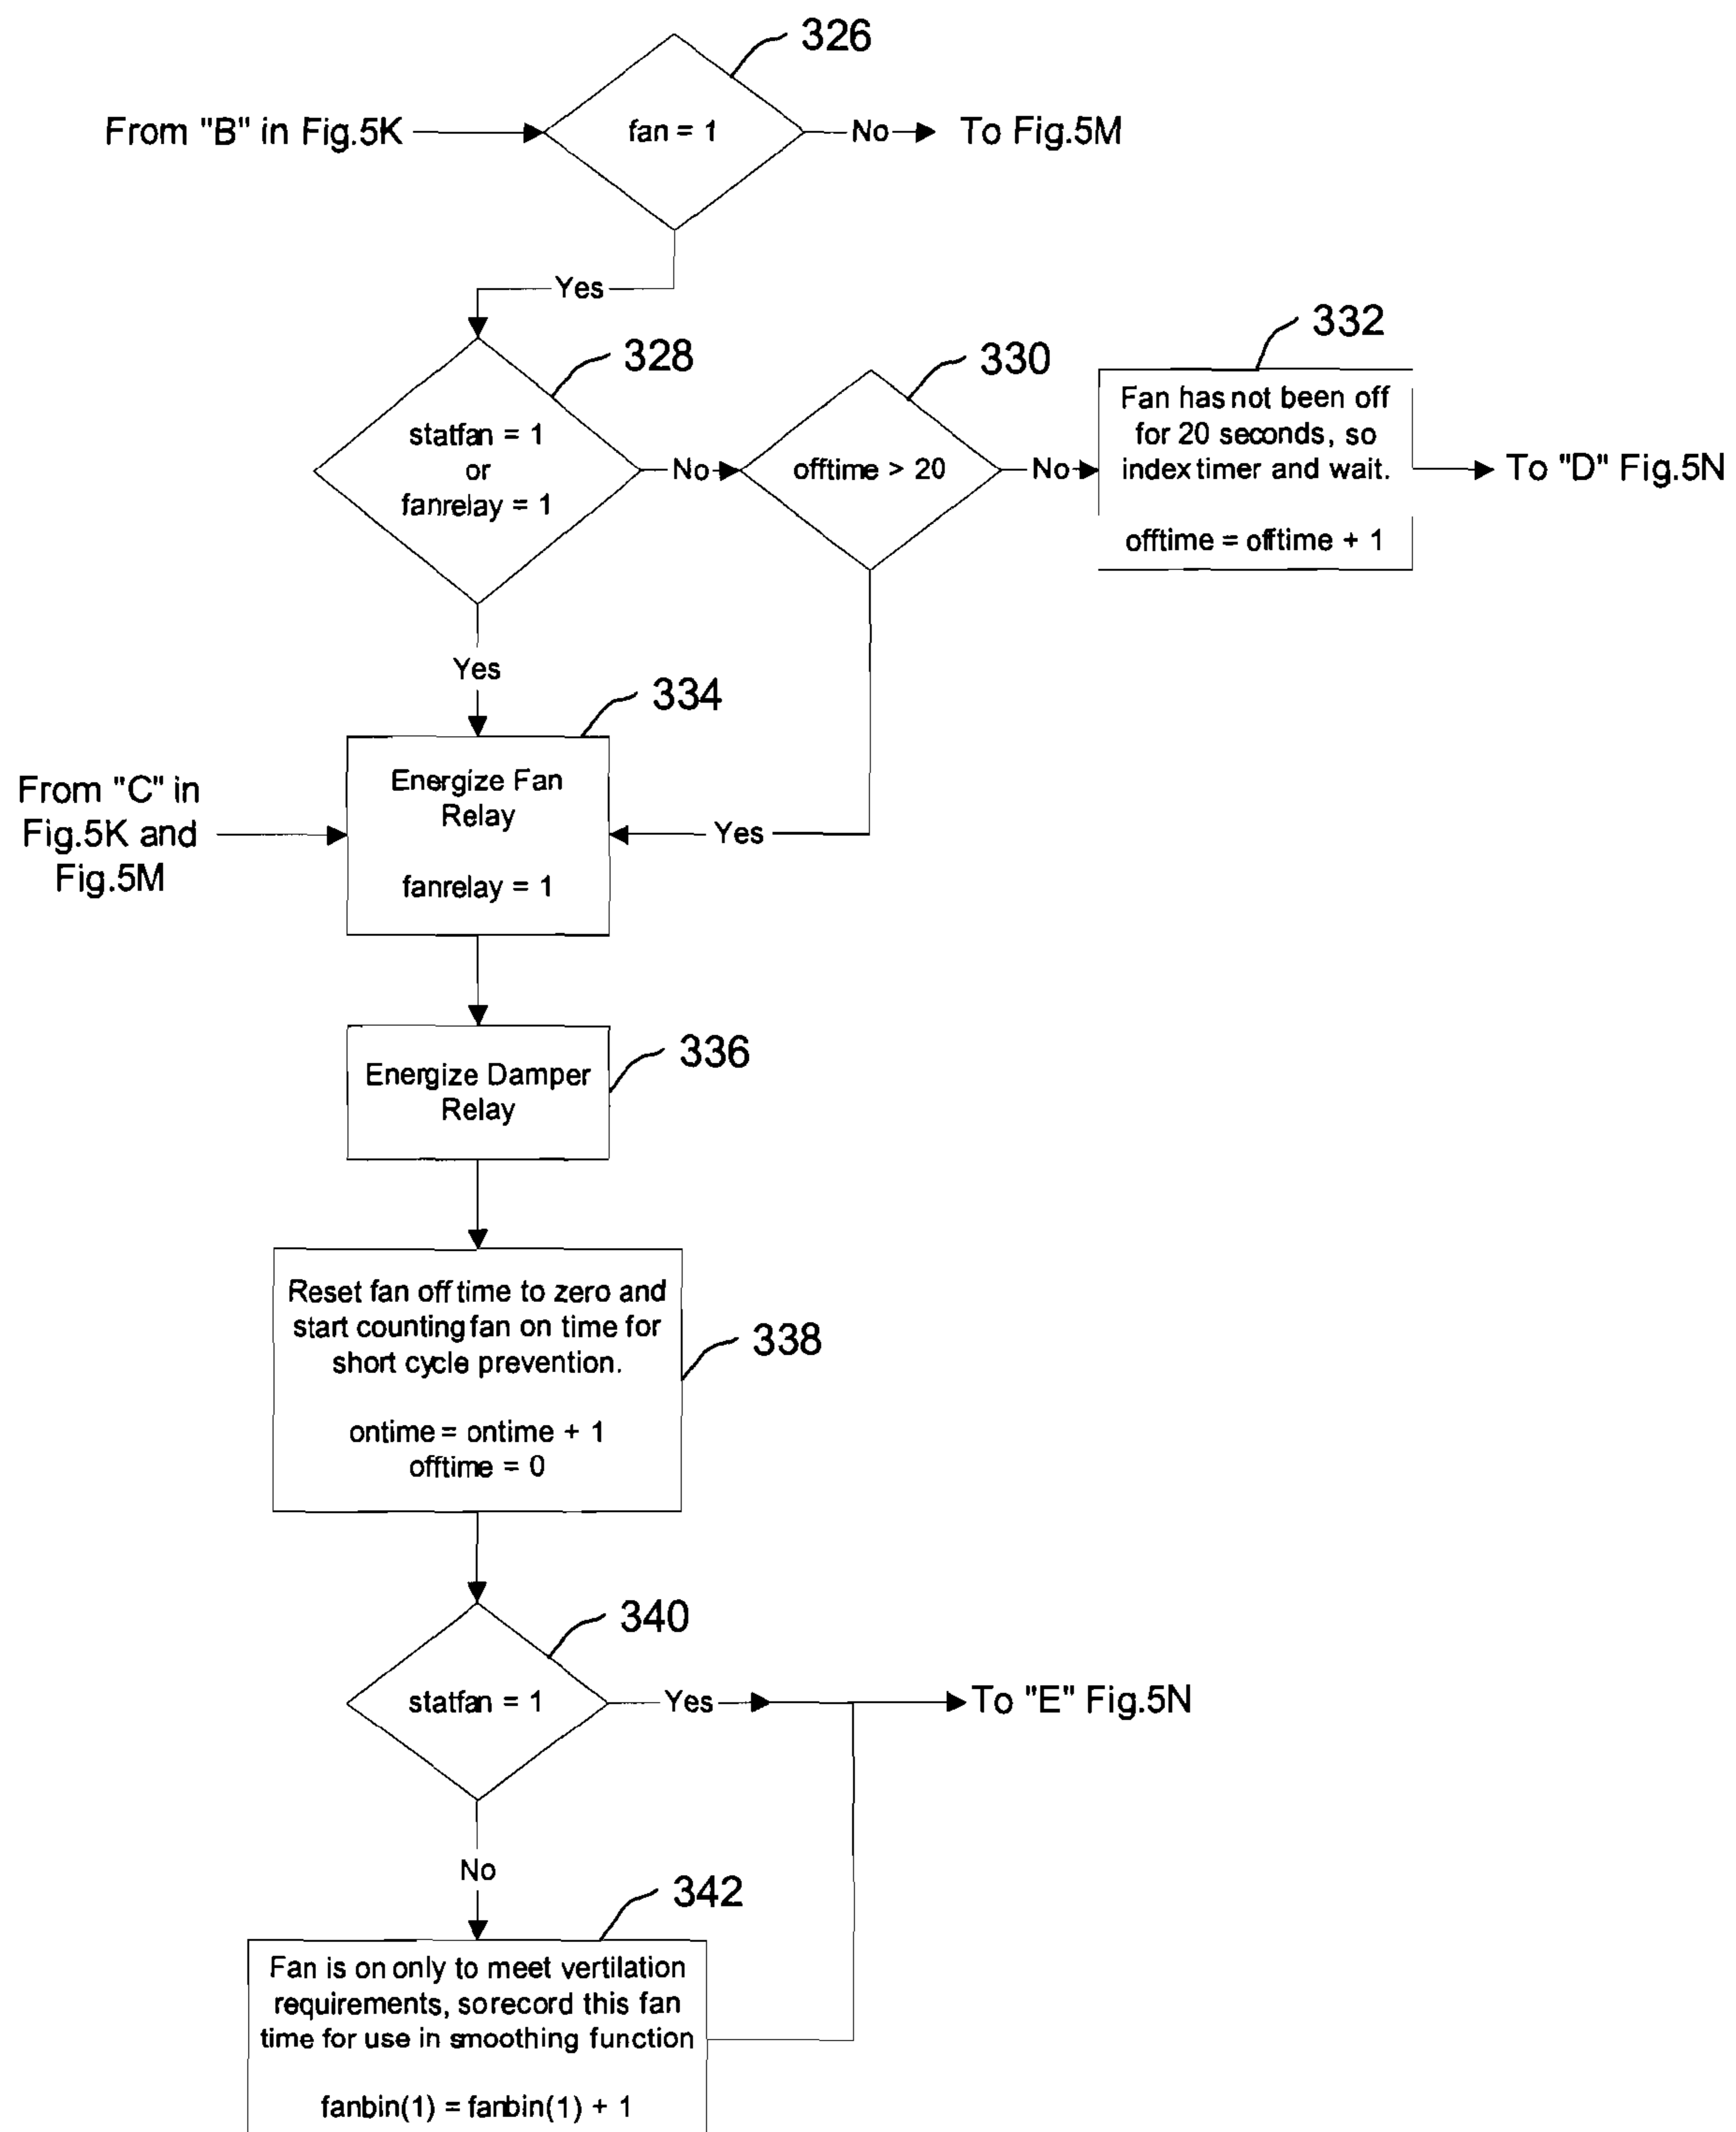 326
From "B" in Fig.5K
fan = 1
No
To Fig.5M
Yes
328
statfan = 1
or
fanrelay = 1
No
330
offtime > 20
No
332
Fan has not been off
for 20 seconds, so
index timer and wait.
offtime = offtime + 1
To "D" Fig.5N
Yes
334
From "C" in
Fig.5K and
Fig.5M
Energize Fan
Relay
fanrelay = 1
Yes
336
Energize Damper
Relay
338
Reset fan off time to zero and
start counting fan on time for
short cycle prevention.
ontime = ontime + 1
offtime = 0
340
statfan = 1
Yes
To "E" Fig.5N
No
342
Fan is on only to meet vertilation
requirements, so record this fan
time for use in smoothing function
fanbin(1) = fanbin(1) + 1